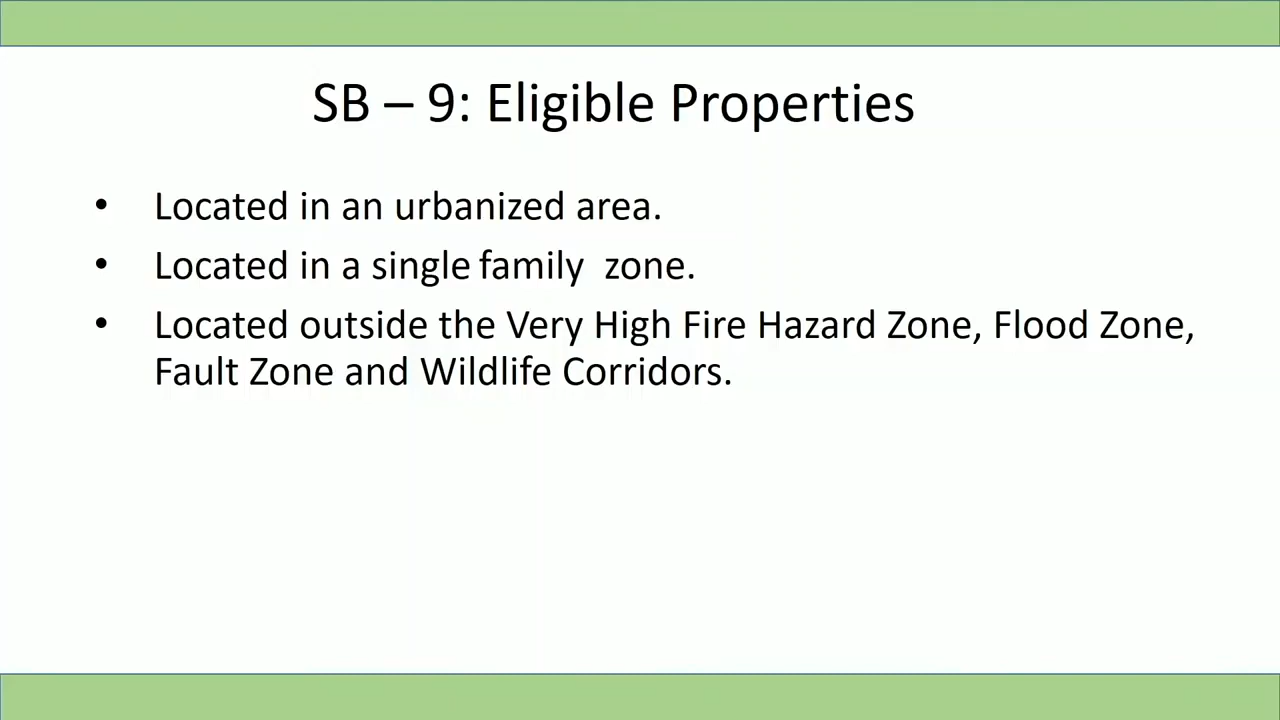 SB – 9: Eligible Properties
• Located in an urbanized area.
• Located in a single family zone.
• Located outside the Very High Fire Hazard Zone, Flood Zone,
Fault Zone and Wildlife Corridors.